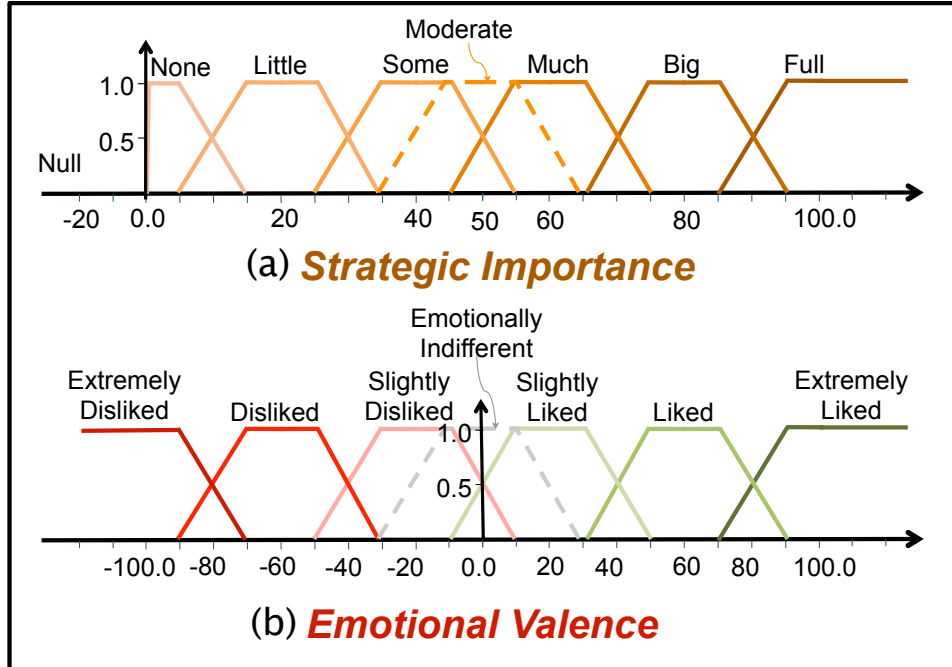 Moderate
None Little Some Much Big Full
1.0
0.5
Null
-20 0.0 20 40 50 60 80 100.0
(a) Strategic Importance
Emotionally
Indifferent
Extremely
Disliked
Disliked
Slightly
Disliked
Slightly
Liked
Liked
Extremely
Liked
1.0
0.5
-100.0 -80 -60 -40 -20 0.0 20 40 60 80 100.0
(b) Emotional Valence